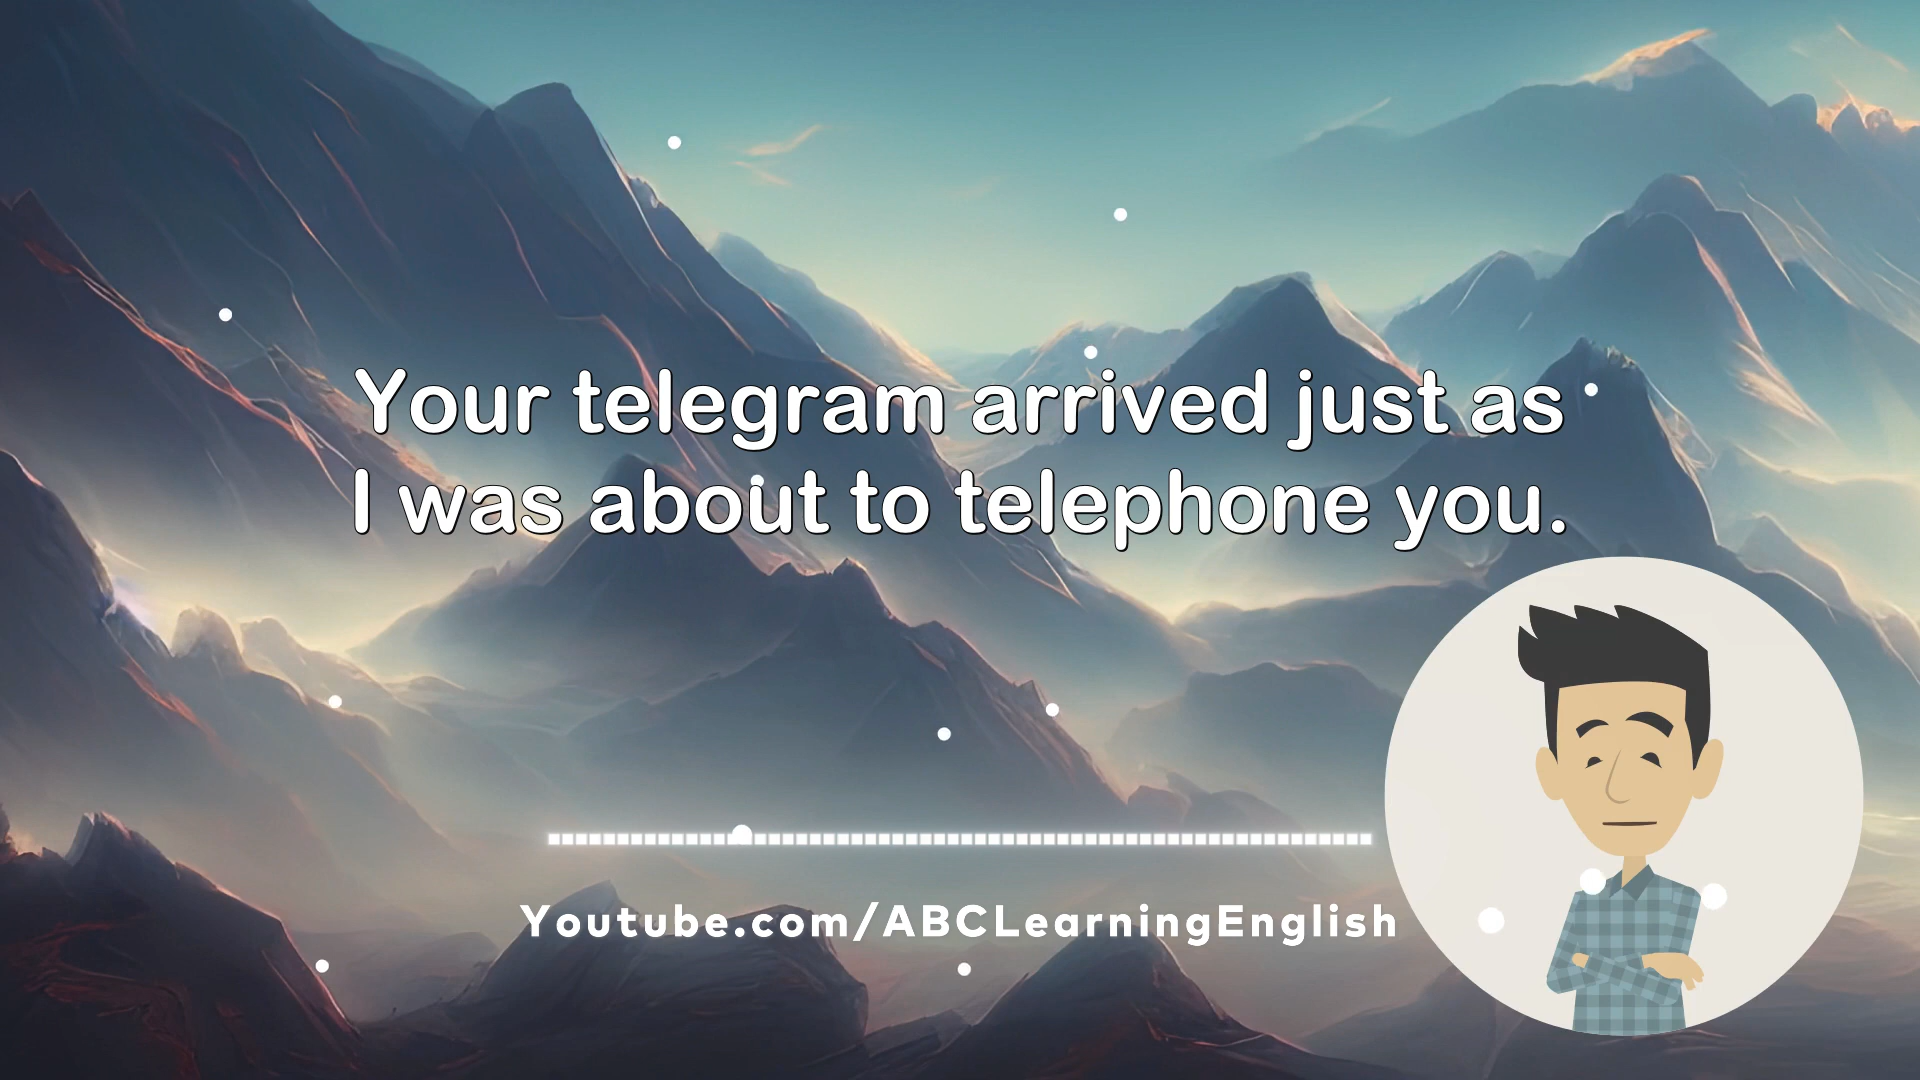 Your telegram arrived just as
I was about to telephone you.
Youtube.com/ABCLearningEnglish